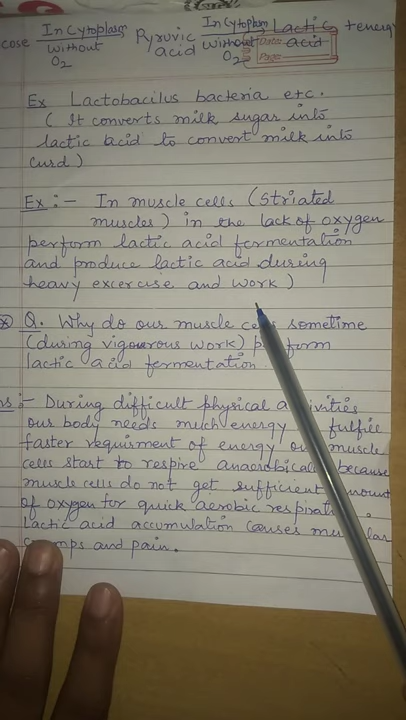 cose In Cytoplasm Pyruvic In Cytoplasm Lactic + energy
without O2 acid without O2 acid
Date
Page
Ex Lactobacilus bacteria etc.
( It converts milk sugar into
lactic acid to convert milk into
curd )
Ex :- In muscle cells (Striated
muscles) in the lack of oxygen
perform lactic acid fermentation
and produce lactic acid during
heavy excercise and work )
Q. Why do our muscle cells sometime
(during vigourous work) perform
lactic acid fermentation.
ns :- During difficult physical activities
our body needs much energy fulfill
faster requirment of energy our muscle
cells start to respire anaerobically because
muscle cells do not get sufficient amount
of oxygen for quick aerobic respiration.
Lactic acid accumulation causes muscular
cramps and pain.